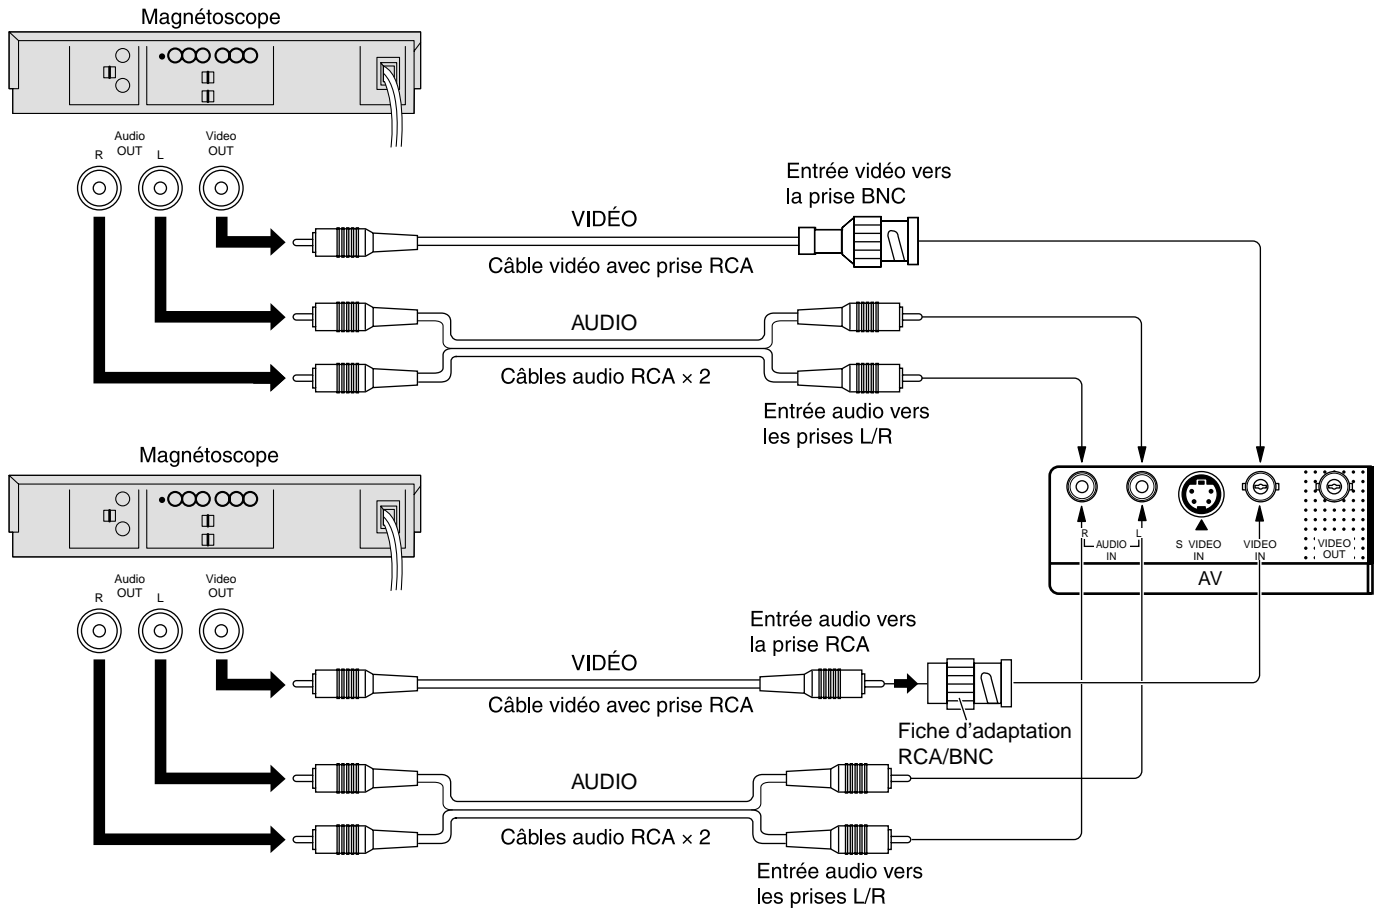 Magnétoscope
Audio
OUT
R
L
Video
OUT
Entrée vidéo vers
la prise BNC
VIDÉO
Câble vidéo avec prise RCA
AUDIO
Câbles audio RCA × 2
Entrée audio vers
les prises L/R
Magnétoscope
R
L
AUDIO
IN
S VIDEO
IN
VIDEO
IN
VIDEO
OUT
AV
Audio
OUT
R
L
Video
OUT
Entrée audio vers
la prise RCA
VIDÉO
Câble vidéo avec prise RCA
Fiche d'adaptation
RCA/BNC
AUDIO
Câbles audio RCA × 2
Entrée audio vers
les prises L/R